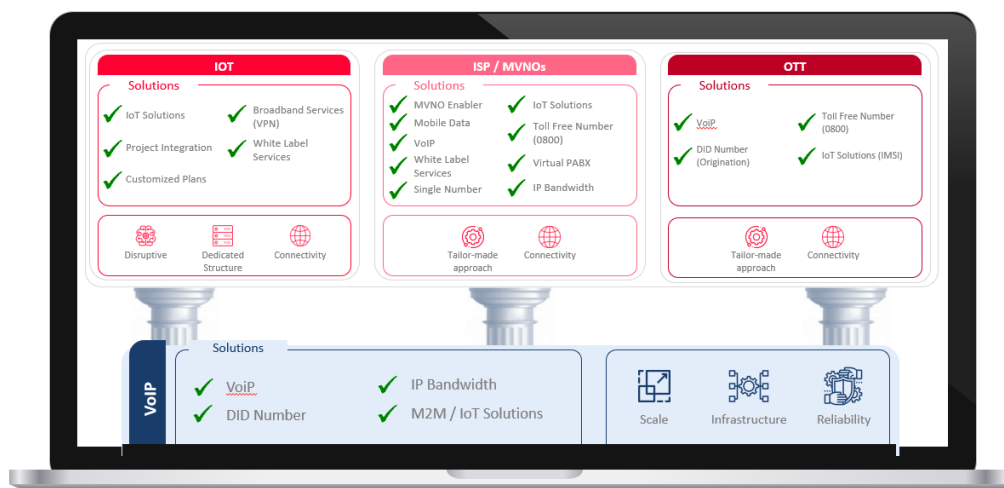 IOT
Solutions
IoT Solutions
Broadband Services
(VPN)
Project Integration
White Label
Services
Customized Plans
Disruptive
Dedicated
Structure
Connectivity
ISP / MVNOs
Solutions
MVNO Enabler
IoT Solutions
Mobile Data
Toll Free Number
(0800)
VoIP
White Label
Services
Virtual PABX
Single Number
IP Bandwidth
Tailor-made
approach
Connectivity
OTT
Solutions
VoiP
Toll Free Number
(0800)
DID Number
(Origination)
IoT Solutions (IMSI)
Tailor-made
approach
Connectivity
VoIP
Solutions
VoiP
IP Bandwidth
DID Number
M2M / IoT Solutions
Scale
Infrastructure
Reliability